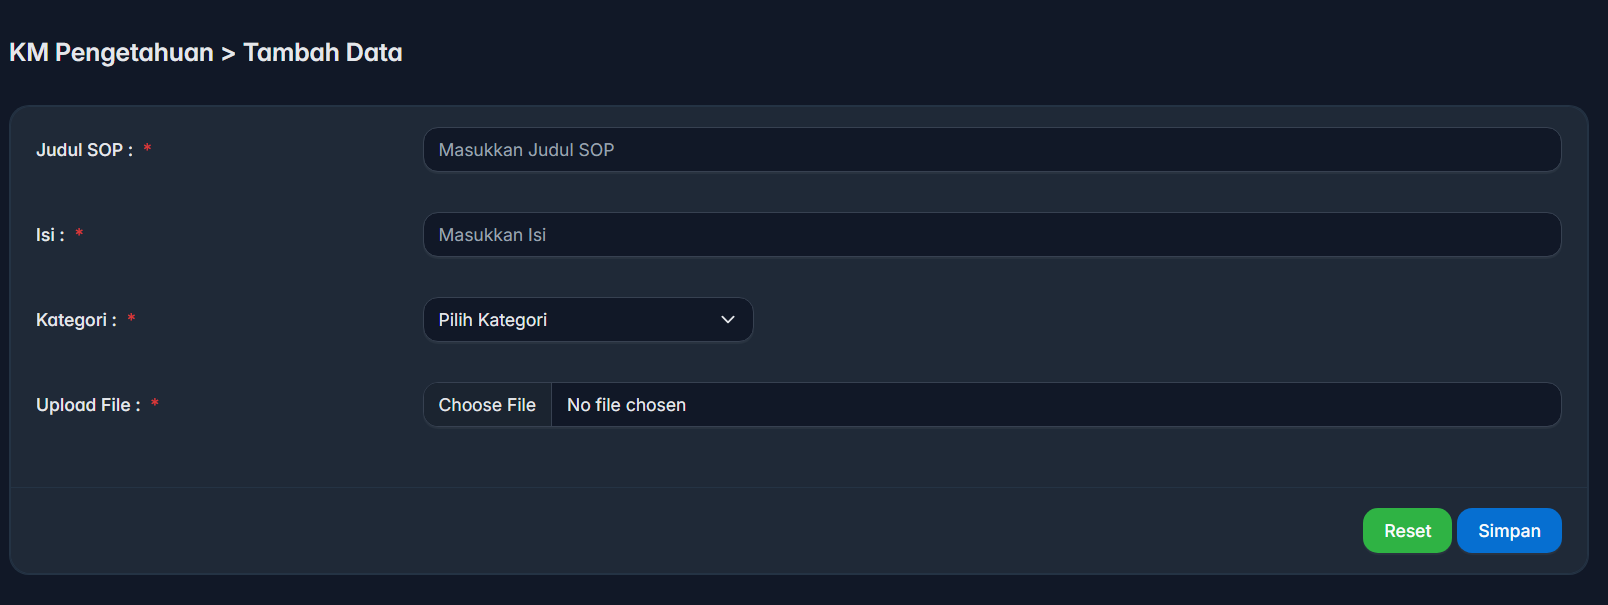 KM Pengetahuan > Tambah Data
Judul SOP : *
Masukkan Judul SOP
Isi : *
Masukkan Isi
Kategori : *
Pilih Kategori
Upload File : *
Choose File
No file chosen
Reset
Simpan